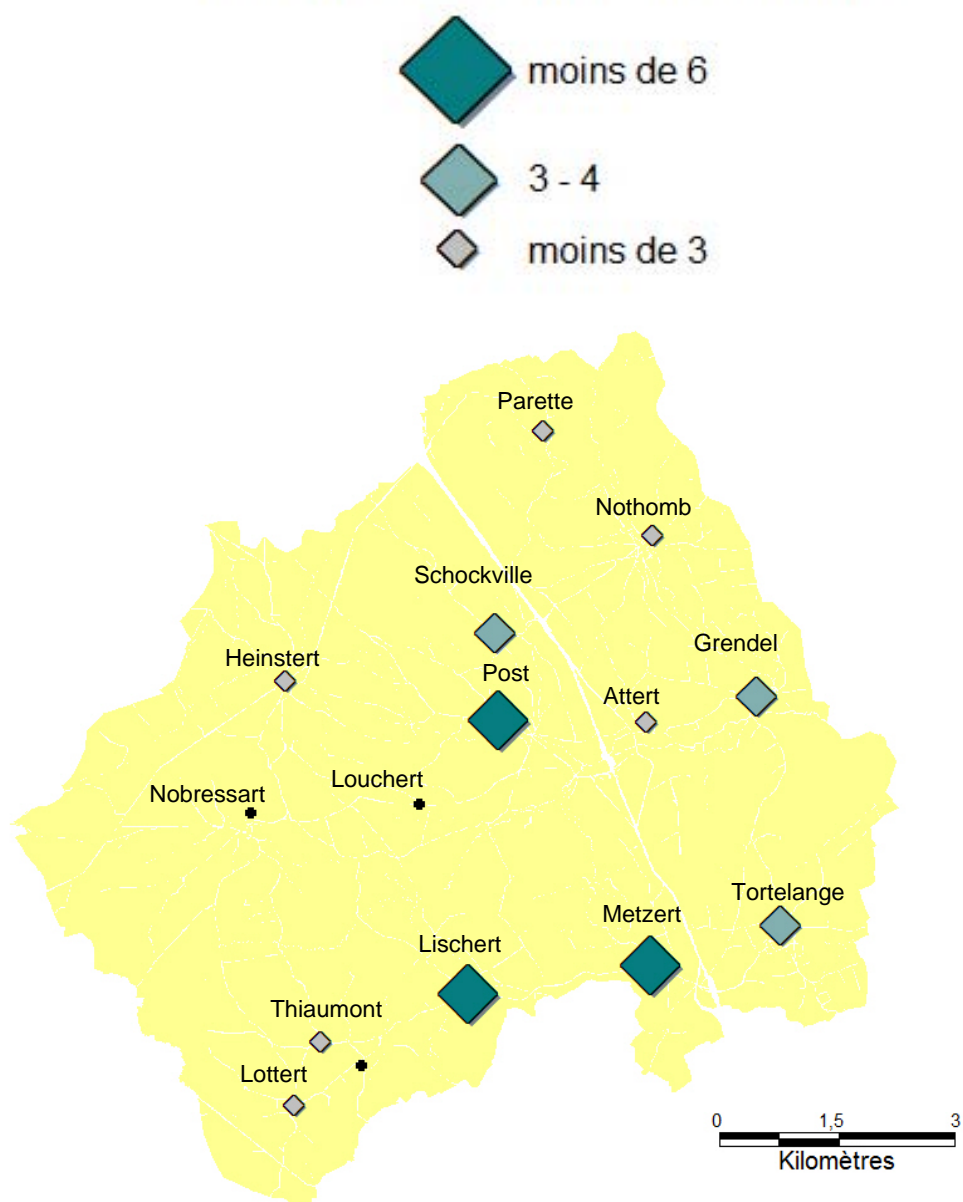 moins de 6
3 - 4
moins de 3
Parette
Nothomb
Schockville
Grendel
Heinstert
Post
Attert
Louchert
Nobressart
Tortelange
Metzert
Lischert
Thiaumont
Lottert
0 1,5 3
Kilomètres